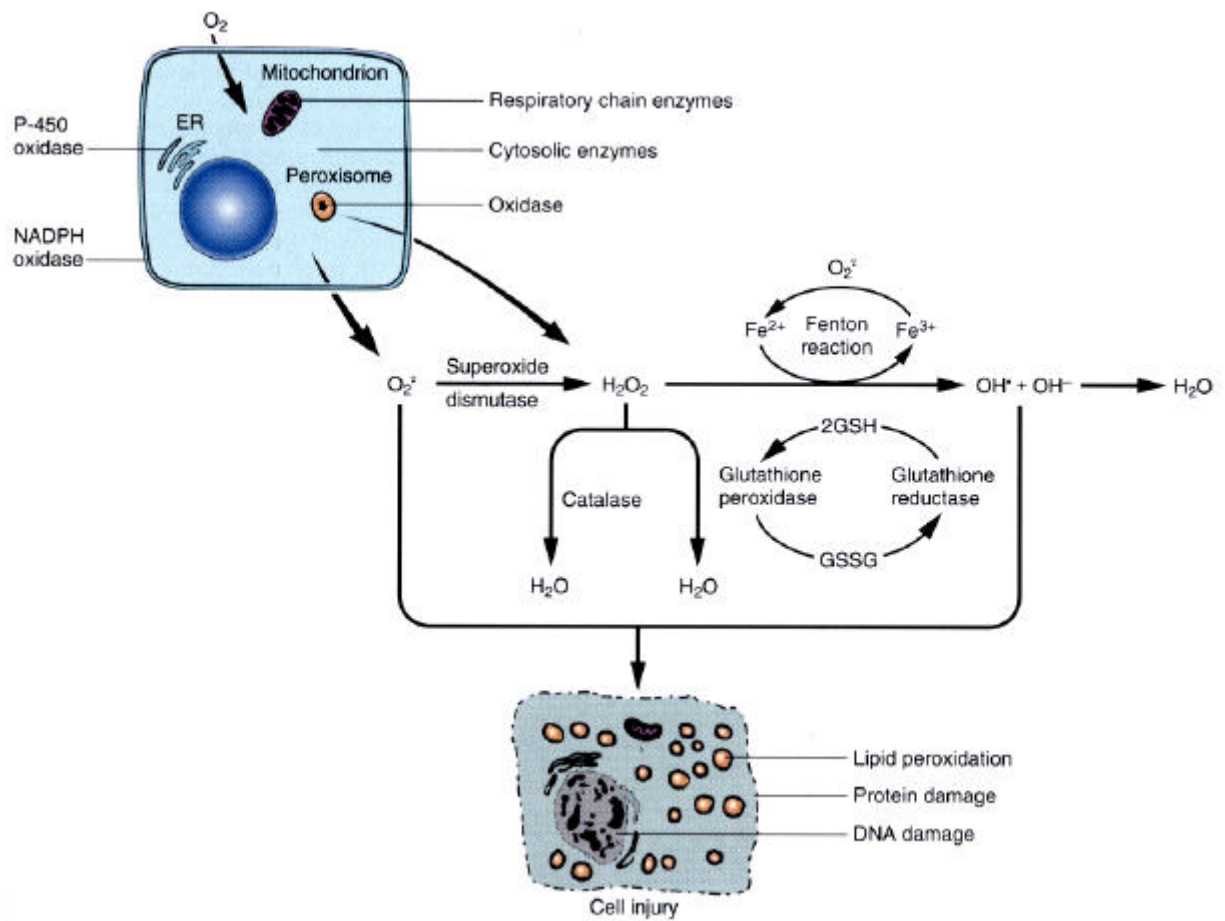 O₂
Mitochondrion
Respiratory chain enzymes
P-450
oxidase
ER
Cytosolic enzymes
Peroxisome
Oxidase
NADPH
oxidase
O₂⁻̇
Fe²⁺
Fenton
reaction
Fe³⁺
O₂⁻̇
Superoxide
dismutase
H₂O₂
OH• + OH⁻
H₂O
2GSH
Glutathione
peroxidase
Glutathione
reductase
GSSG
Catalase
H₂O
H₂O
Lipid peroxidation
Protein damage
DNA damage
Cell injury